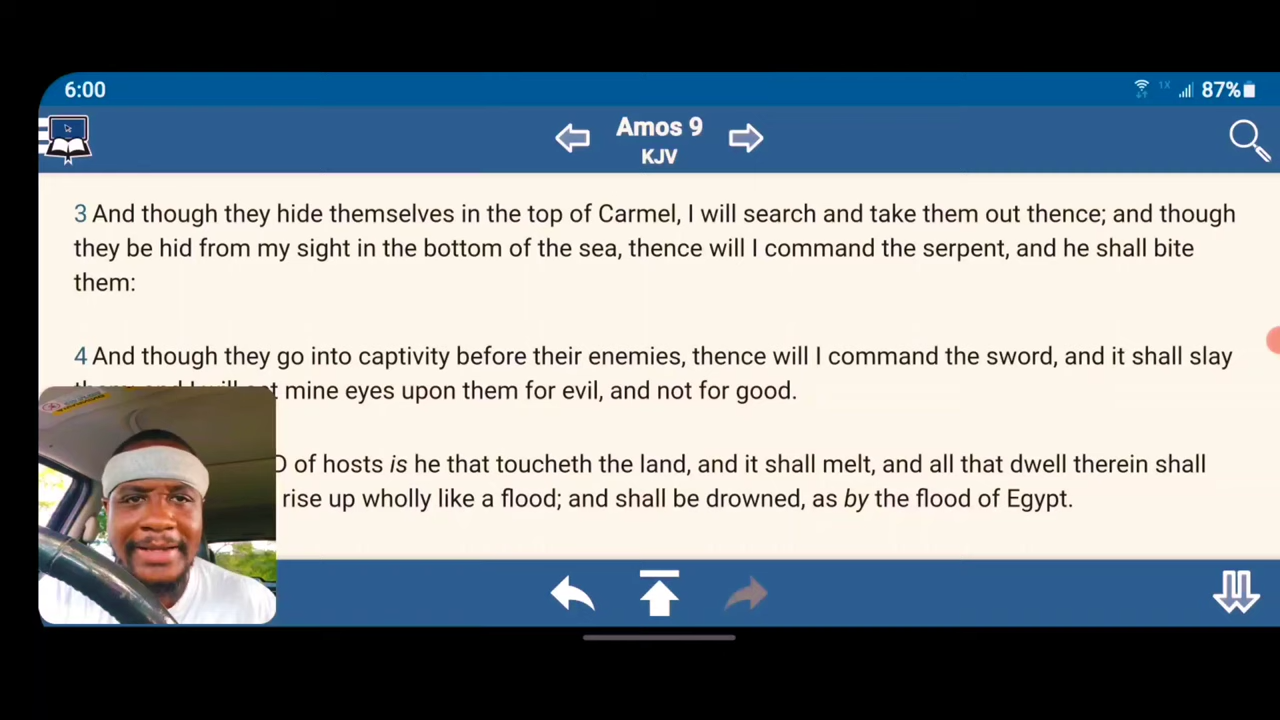 6:00
1X
87%
Amos 9
KJV
3 And though they hide themselves in the top of Carmel, I will search and take them out thence; and though
they be hid from my sight in the bottom of the sea, thence will I command the serpent, and he shall bite
them:
4 And though they go into captivity before their enemies, thence will I command the sword, and it shall slay
mine eyes upon them for evil, and not for good.
of hosts is he that toucheth the land, and it shall melt, and all that dwell therein shall
rise up wholly like a flood; and shall be drowned, as by the flood of Egypt.